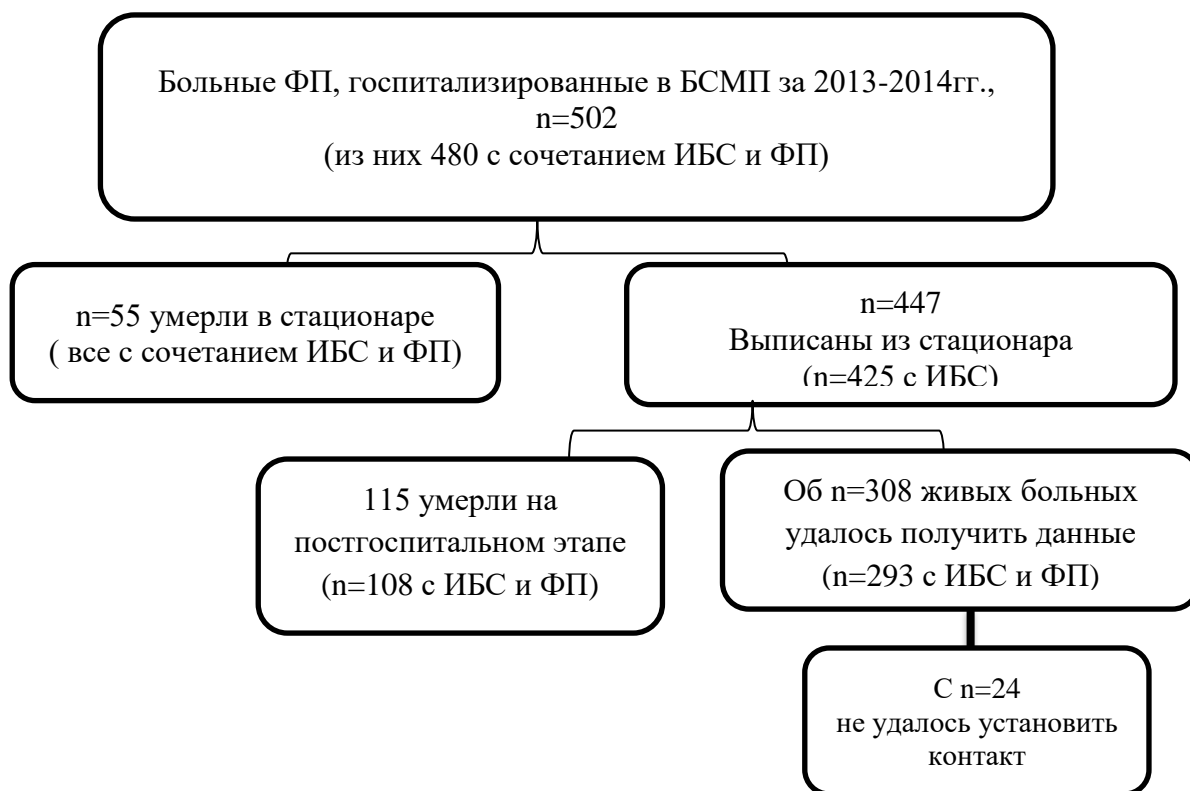 Больные ФП, госпитализированные в БСМП за 2013-2014гг.,
n=502
(из них 480 с сочетанием ИБС и ФП)
n=55 умерли в стационаре
( все с сочетанием ИБС и ФП)
n=447
Выписаны из стационара
(n=425 с ИБС)
115 умерли на
постгоспитальном этапе
(n=108 с ИБС и ФП)
Об n=308 живых больных
удалось получить данные
(n=293 с ИБС и ФП)
С n=24
не удалось установить
контакт